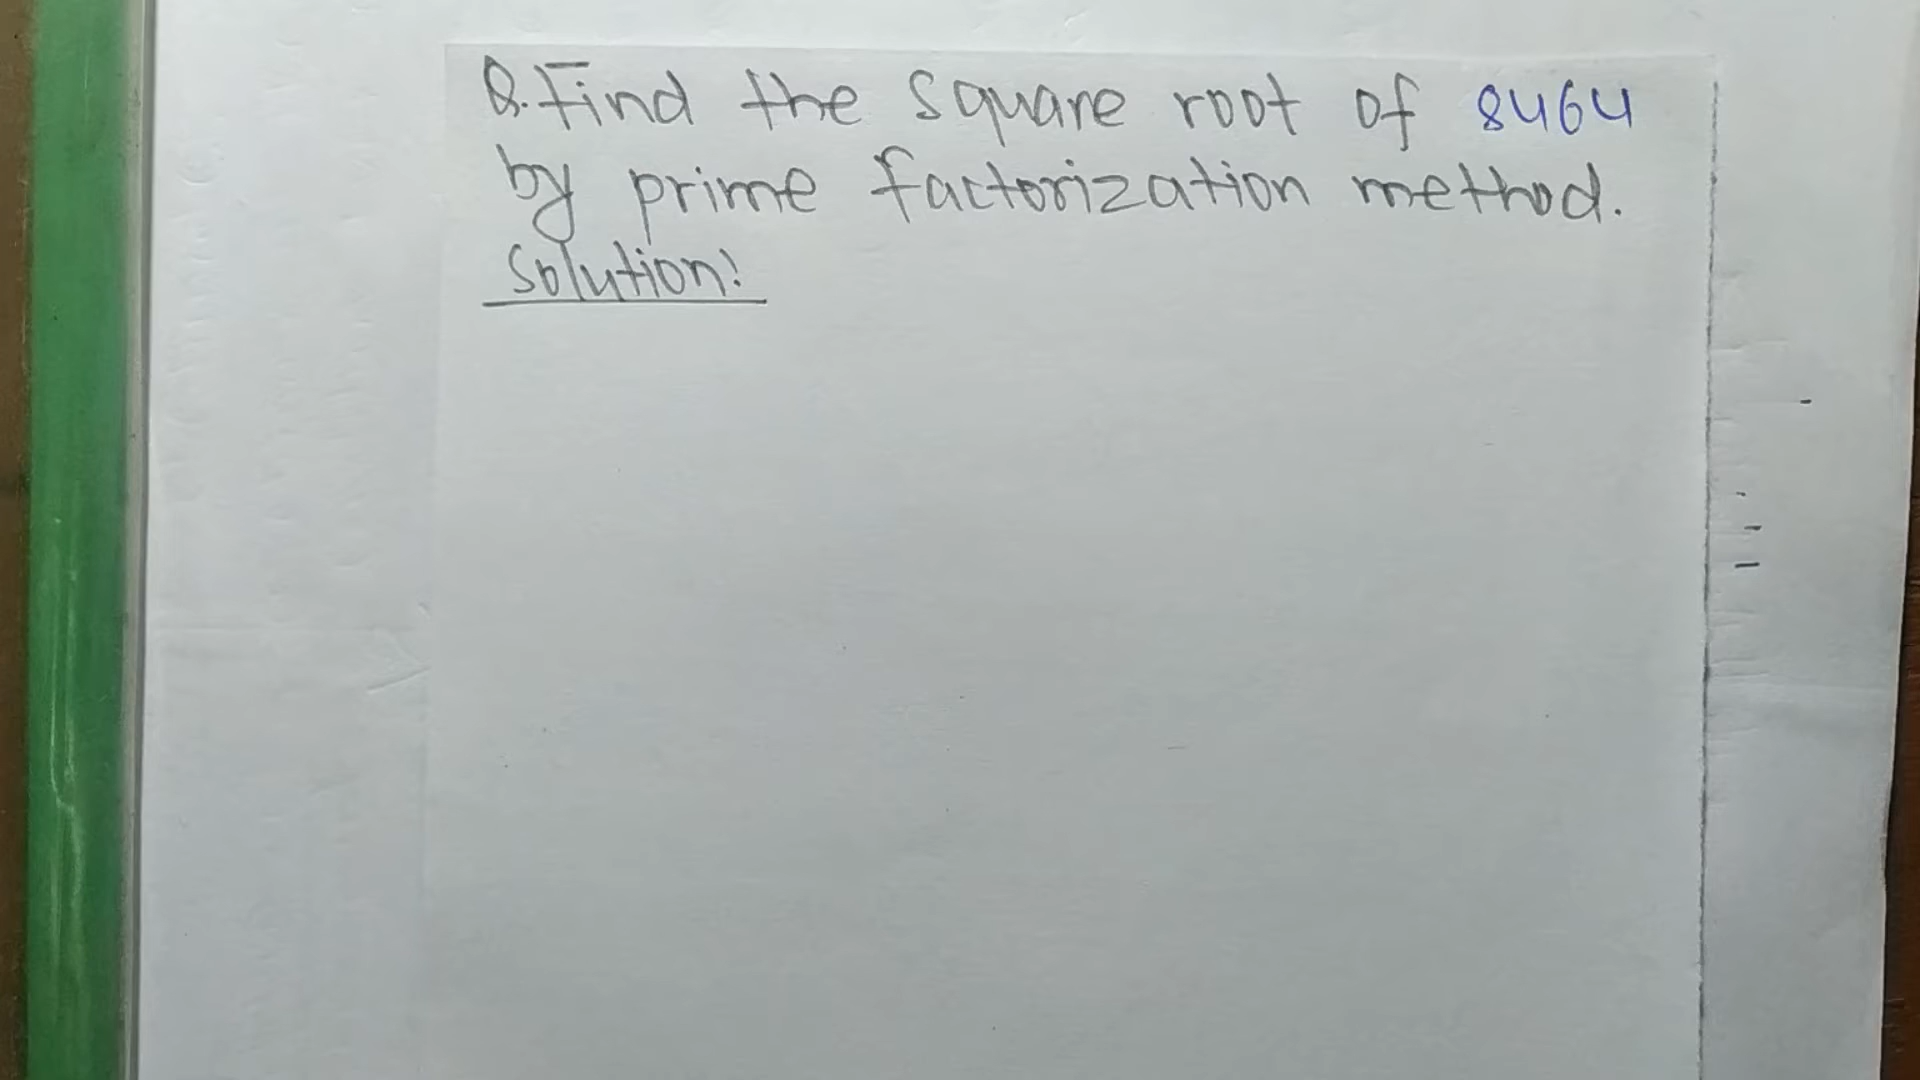 Q. Find the square root of 8464
by prime factorization method.
Solution: